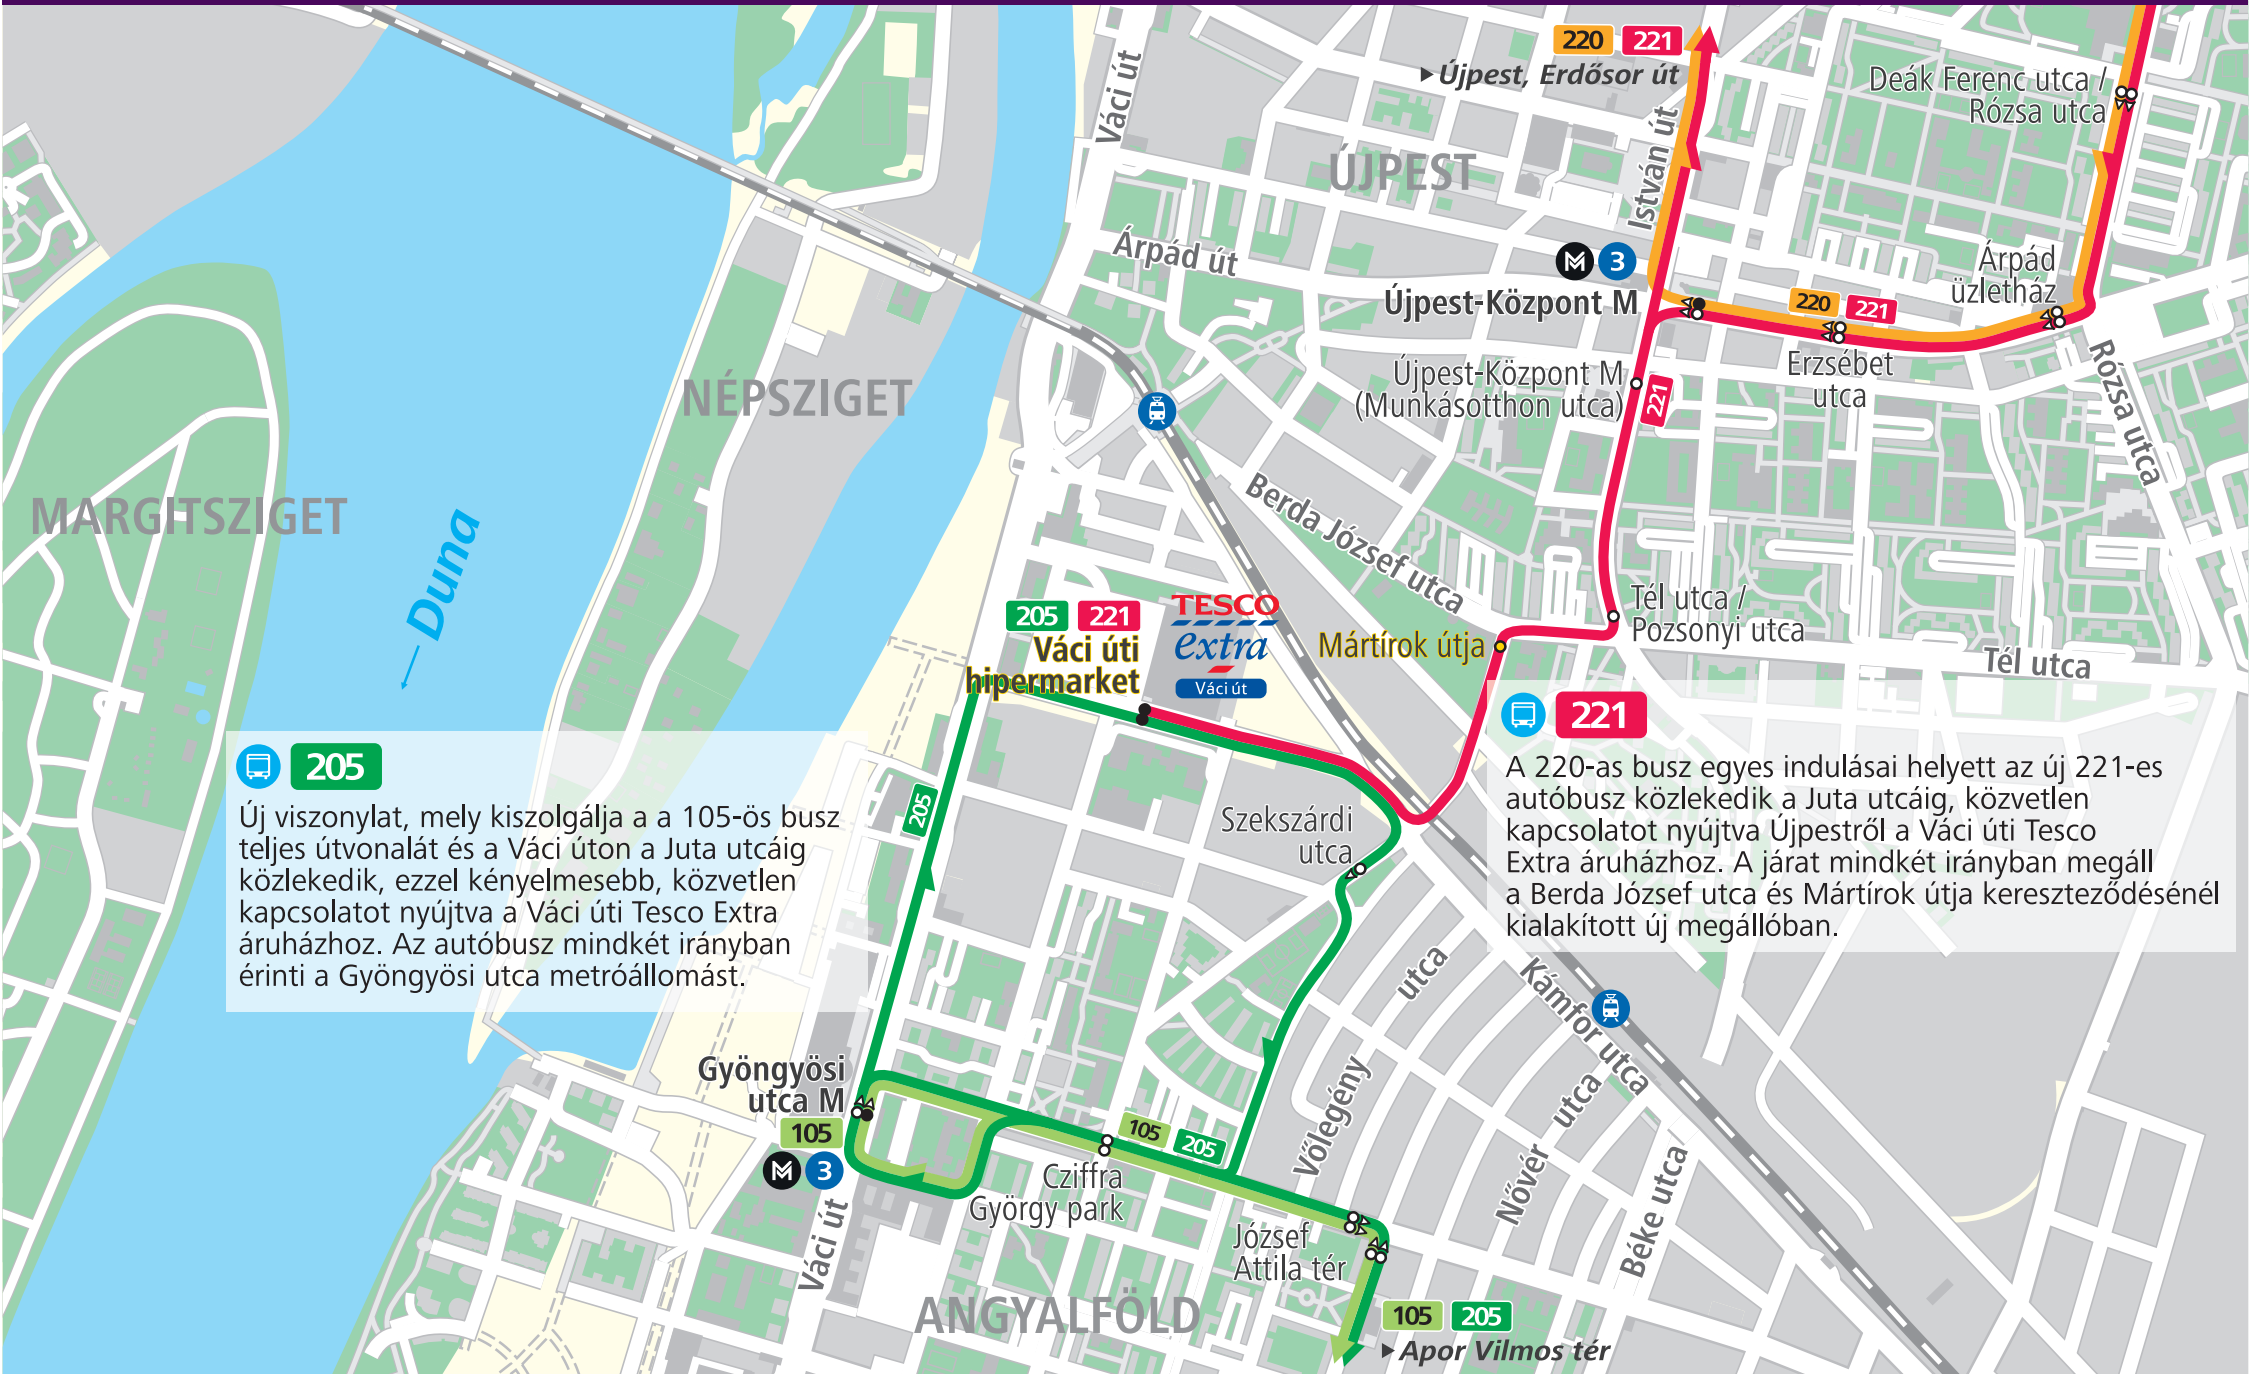 220 221
Újpest, Erdősor út
Deák Ferenc utca /
Rózsa utca
Váci út
ÚJPEST
István út
Árpád út
M 3
Újpest-Központ M
Árpád
üzletház
220 221
Erzsébet
utca
Újpest-Központ M
(Munkásotthon utca)
221
Rózsa utca
NÉPSZIGET
MARGITSZIGET
Duna
Berda József utca
205 221
Váci úti
hipermarket
TESCO
extra
Váci út
Mártírok útja
Tél utca /
Pozsonyi utca
Tél utca
205
Új viszonylat, mely kiszolgálja a a 105-ös busz
teljes útvonalát és a Váci úton a Juta utcáig
közlekedik, ezzel kényelmesebb, közvetlen
kapcsolatot nyújtva a Váci úti Tesco Extra
áruházhoz. Az autóbusz mindkét irányban
érinti a Gyöngyösi utca metróállomást.
221
A 220-as busz egyes indulásai helyett az új 221-es
autóbusz közlekedik a Juta utcáig, közvetlen
kapcsolatot nyújtva Újpestről a Váci úti Tesco
Extra áruházhoz. A járat mindkét irányban megáll
a Berda József utca és Mártírok útja kereszteződésénél
kialakított új megállóban.
205
Szekszárdi
utca
Vőlegény utca
Kámfor utca
Nővér utca
Béke utca
Gyöngyösi
utca M
105
M 3
Váci út
105 205
Cziffra
György park
József
Attila tér
ANGYALFÖLD
105 205
Apor Vilmos tér